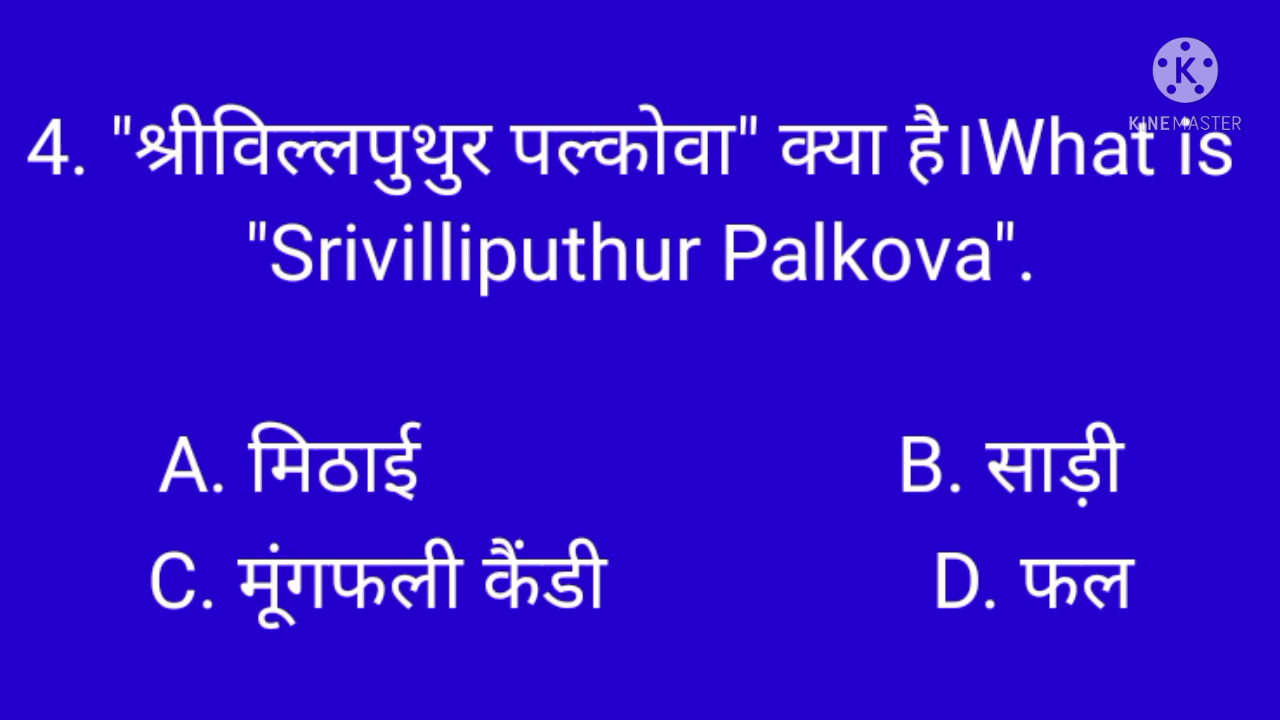 K
KINEMASTER
4. "श्रीविल्लपुथुर पल्कोवा" क्या है।What is
"Srivilliputhur Palkova".
A. मिठाई B. साड़ी
C. मूंगफली कैंडी D. फल